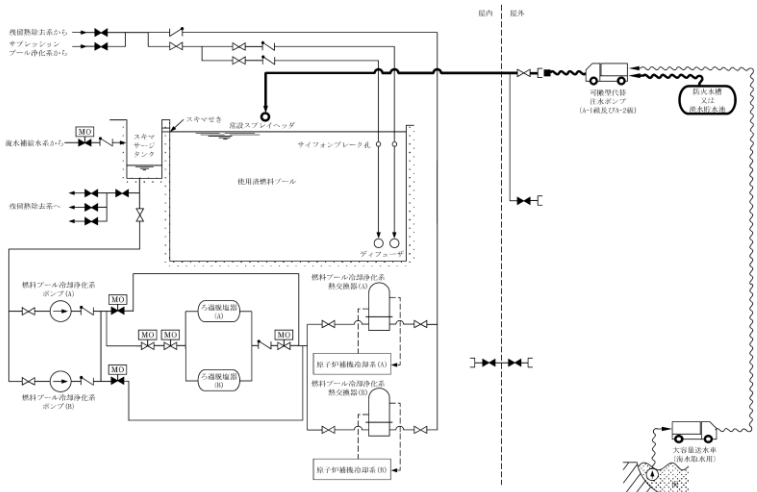 屋内
屋外
残留熱除去系から
サプレッション
プール浄化系から
可搬型代替
注水ポンプ
(A-1級及びA-2級)
防火水槽
又は
淡水貯水池
スキマせき
常設スプレイヘッダ
MO
スキマ
サージ
タンク
サイフォンブレーク孔
復水補給水系から
使用済燃料プール
残留熱除去系へ
ディフューザ
燃料プール冷却浄化系
ポンプ(A)
MO
ろ過脱塩器
(A)
MO
MO
MO
燃料プール冷却浄化系
熱交換器(A)
原子炉補機冷却系(A)
MO
ろ過脱塩器
(B)
燃料プール冷却浄化系
ポンプ(B)
燃料プール冷却浄化系
熱交換器(B)
原子炉補機冷却系(B)
大容量送水車
(海水取水用)
海